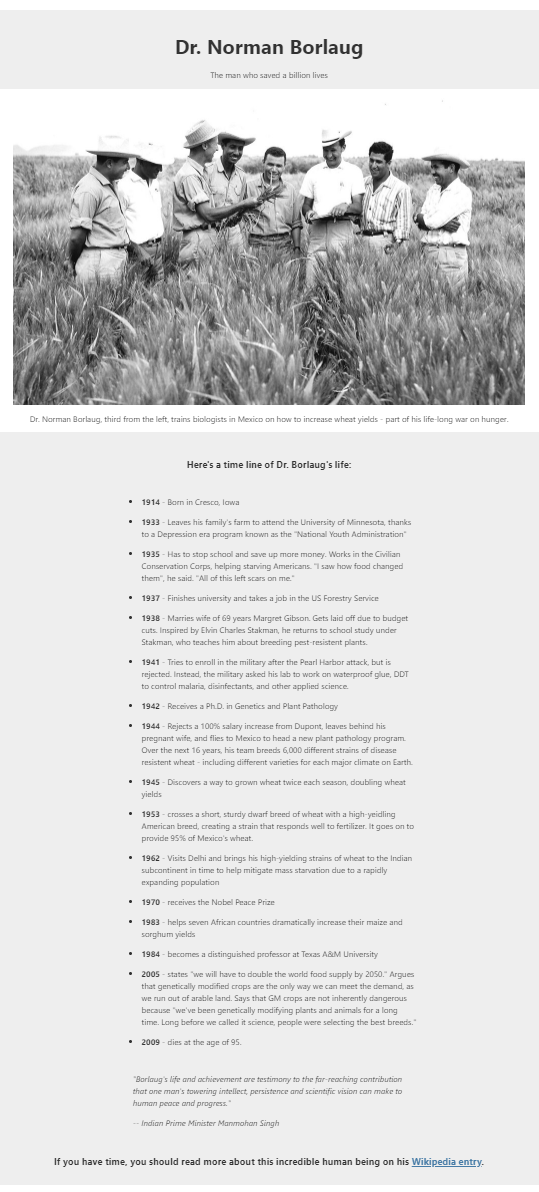 Dr. Norman Borlaug
The man who saved a billion lives
Dr. Norman Borlaug, third from the left, trains biologists in Mexico on how to increase wheat yields - part of his life-long war on hunger.
Here's a time line of Dr. Borlaug's life:
• 1914 - Born in Cresco, Iowa
• 1933 - Leaves his family's farm to attend the University of Minnesota, thanks
to a Depression era program known as the "National Youth Administration"
• 1935 - Has to stop school and save up more money. Works in the Civilian
Conservation Corps, helping starving Americans. "I saw how food changed
them", he said. "All of this left scars on me."
• 1937 - Finishes university and takes a job in the US Forestry Service
• 1938 - Marries wife of 69 years Margret Gibson. Gets laid off due to budget
cuts. Inspired by Elvin Charles Stakman, he returns to school study under
Stakman, who teaches him about breeding pest-resistent plants.
• 1941 - Tries to enroll in the military after the Pearl Harbor attack, but is
rejected. Instead, the military asked his lab to work on waterproof glue, DDT
to control malaria, disinfectants, and other applied science.
• 1942 - Receives a Ph.D. in Genetics and Plant Pathology
• 1944 - Rejects a 100% salary increase from Dupont, leaves behind his
pregnant wife, and flies to Mexico to head a new plant pathology program.
Over the next 16 years, his team breeds 6,000 different strains of disease
resistent wheat - including different varieties for each major climate on Earth.
• 1945 - Discovers a way to grown wheat twice each season, doubling wheat
yields
• 1953 - crosses a short, sturdy dwarf breed of wheat with a high-yeidling
American breed, creating a strain that responds well to fertilizer. It goes on to
provide 95% of Mexico's wheat.
• 1962 - Visits Delhi and brings his high-yielding strains of wheat to the Indian
subcontinent in time to help mitigate mass starvation due to a rapidly
expanding population
• 1970 - receives the Nobel Peace Prize
• 1983 - helps seven African countries dramatically increase their maize and
sorghum yields
• 1984 - becomes a distinguished professor at Texas A&M University
• 2005 - states "we will have to double the world food supply by 2050." Argues
that genetically modified crops are the only way we can meet the demand, as
we run out of arable land. Says that GM crops are not inherently dangerous
because "we've been genetically modifying plants and animals for a long
time. Long before we called it science, people were selecting the best breeds."
• 2009 - dies at the age of 95.
"Borlaug's life and achievement are testimony to the far-reaching contribution
that one man's towering intellect, persistence and scientific vision can make to
human peace and progress."
-- Indian Prime Minister Manmohan Singh
If you have time, you should read more about this incredible human being on his Wikipedia entry.